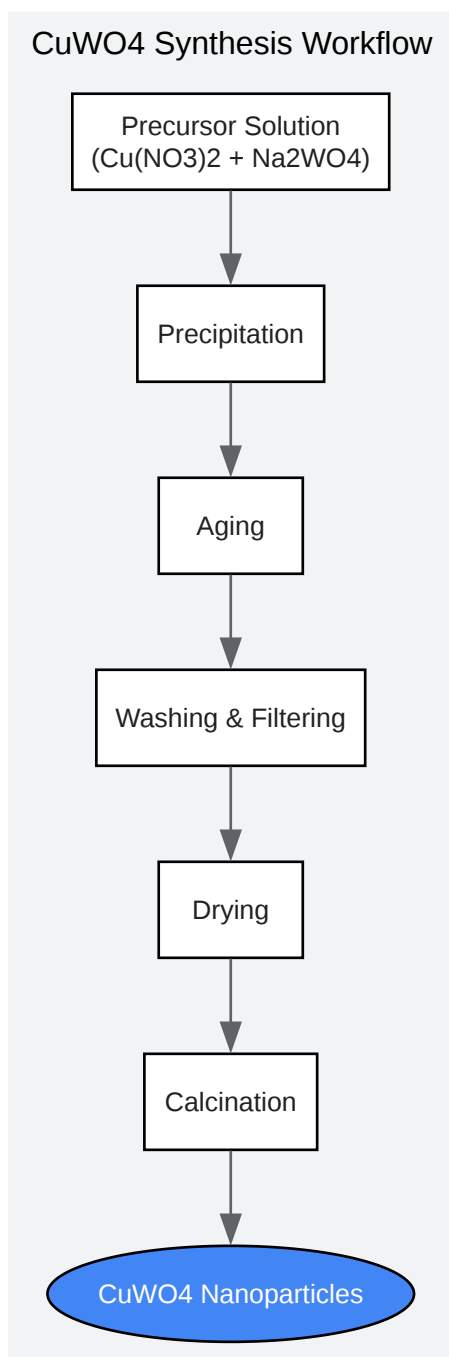 CuWO4 Synthesis Workflow
Precursor Solution
(Cu(NO3)2 + Na2WO4)
Precipitation
Aging
Washing & Filtering
Drying
Calcination
CuWO4 Nanoparticles